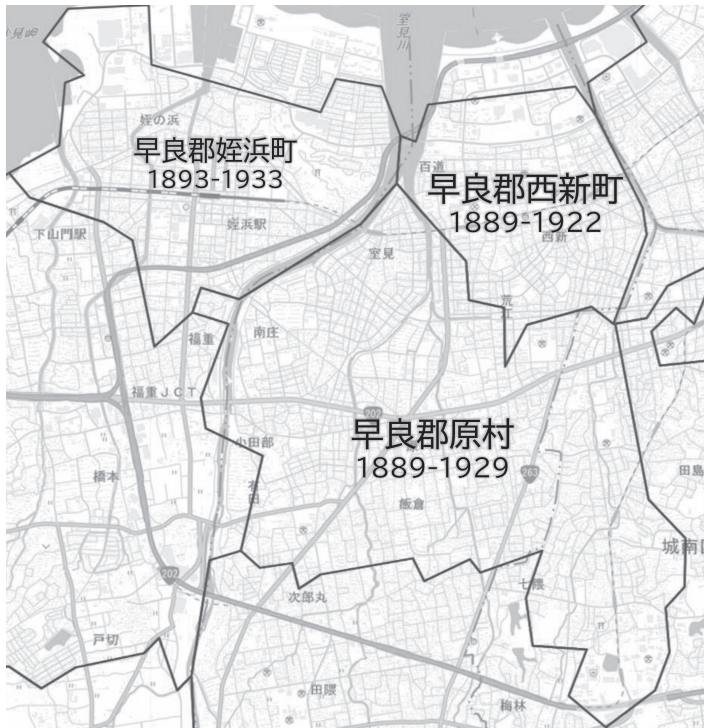 室見川
姪の浜
早良郡姪浜町
1893-1933
百道
早良郡西新町
1889-1922
下山門駅
姪浜駅
室見
西新
荒江
福重
南庄
福重JCT
202
早良郡原村
1889-1929
小田部
橋本
有田
飯倉
263
田島
城南区
202
次郎丸
七隈
戸切
田隈
梅林